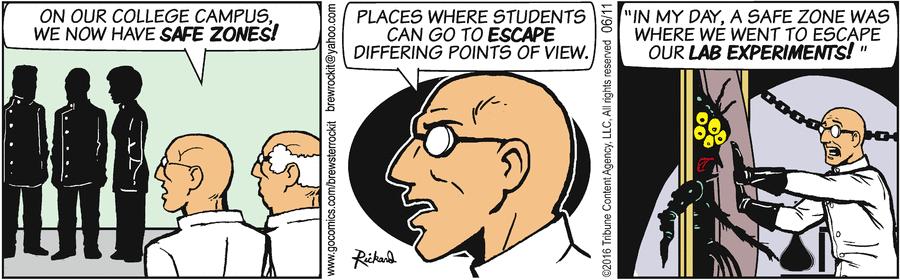 ON OUR COLLEGE CAMPUS,
WE NOW HAVE SAFE ZONES!
www.gocomics.com/brewsterrockit brewrockit@yahoo.com
PLACES WHERE STUDENTS
CAN GO TO ESCAPE
DIFFERING POINTS OF VIEW.
Rickard
©2016 Tribune Content Agency, LLC, All rights reserved 06/11
"IN MY DAY, A SAFE ZONE WAS
WHERE WE WENT TO ESCAPE
OUR LAB EXPERIMENTS! "